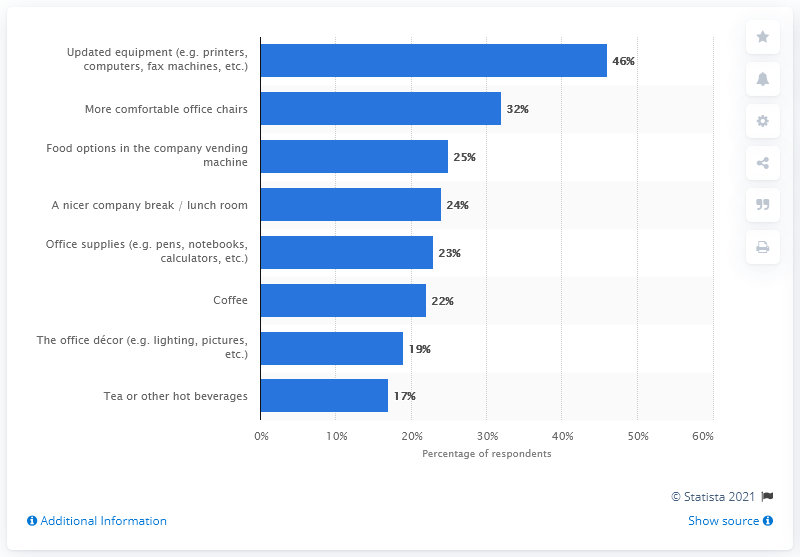 Updated equipment (e.g. printers,
computers, fax machines, etc.)
46%
More comfortable office chairs
32%
Food options in the company vending
machine
25%
A nicer company break / lunch room
24%
Office supplies (e.g. pens, notebooks,
calculators, etc.)
23%
Coffee
22%
The office décor (e.g. lighting, pictures,
etc.)
19%
Tea or other hot beverages
17%
0% 10% 20% 30% 40% 50% 60%
Percentage of respondents
© Statista 2021
Additional Information
Show source